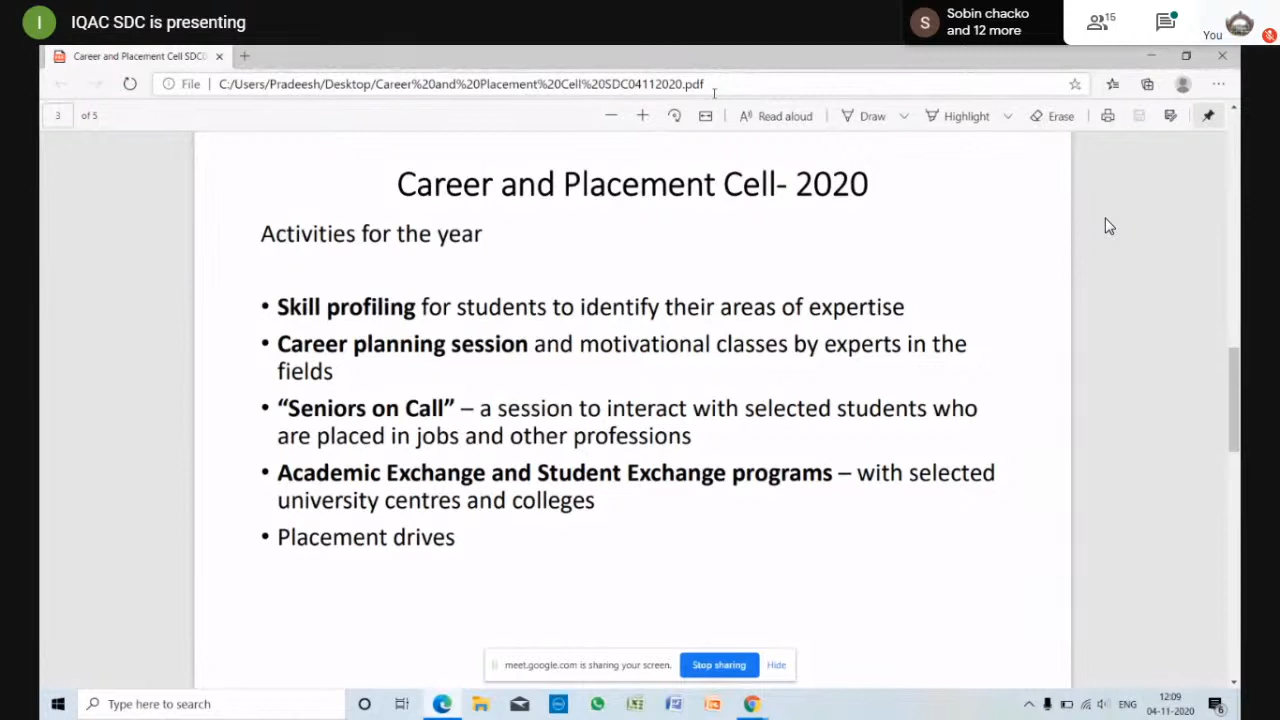 I
IQAC SDC is presenting
S
Sobin chacko
and 12 more
15
You
Career and Placement Cell SDC0
File
C:/Users/Pradeesh/Desktop/Career%20and%20Placement%20Cell%20SDC04112020.pdf
3
of 5
Read aloud
Draw
Highlight
Erase
Career and Placement Cell- 2020
Activities for the year
• Skill profiling for students to identify their areas of expertise
• Career planning session and motivational classes by experts in the
fields
• “Seniors on Call” – a session to interact with selected students who
are placed in jobs and other professions
• Academic Exchange and Student Exchange programs – with selected
university centres and colleges
• Placement drives
meet.google.com is sharing your screen.
Stop sharing
Hide
Type here to search
ENG
12:09
04-11-2020
6